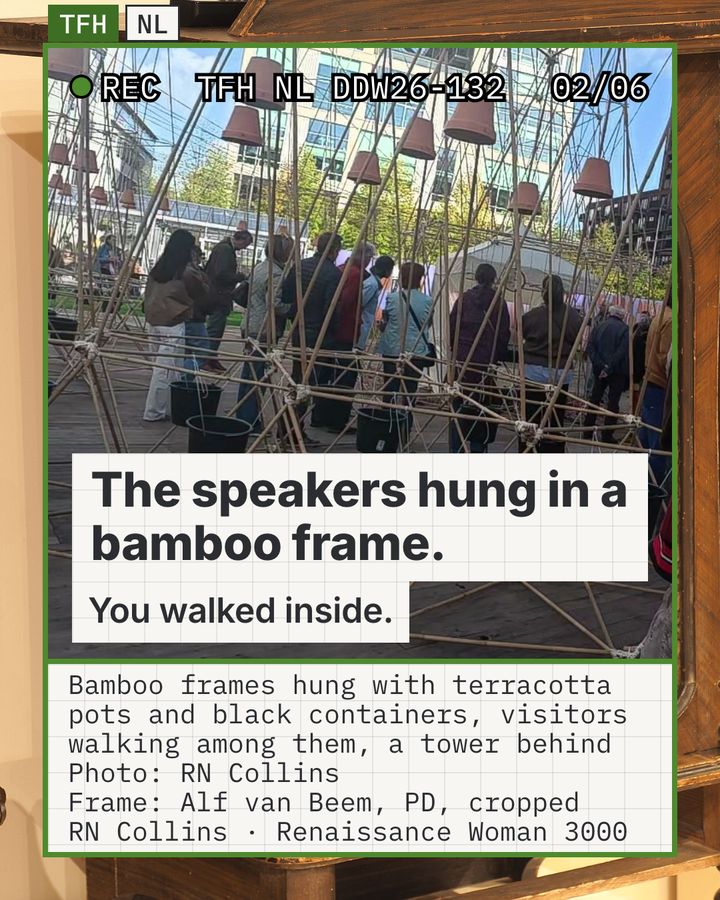 TFH NL
REC TFH NL DDW26-132 02/06
The speakers hung in a
bamboo frame.
You walked inside.
Bamboo frames hung with terracotta
pots and black containers, visitors
walking among them, a tower behind
Photo: RN Collins
Frame: Alf van Beem, PD, cropped
RN Collins · Renaissance Woman 3000